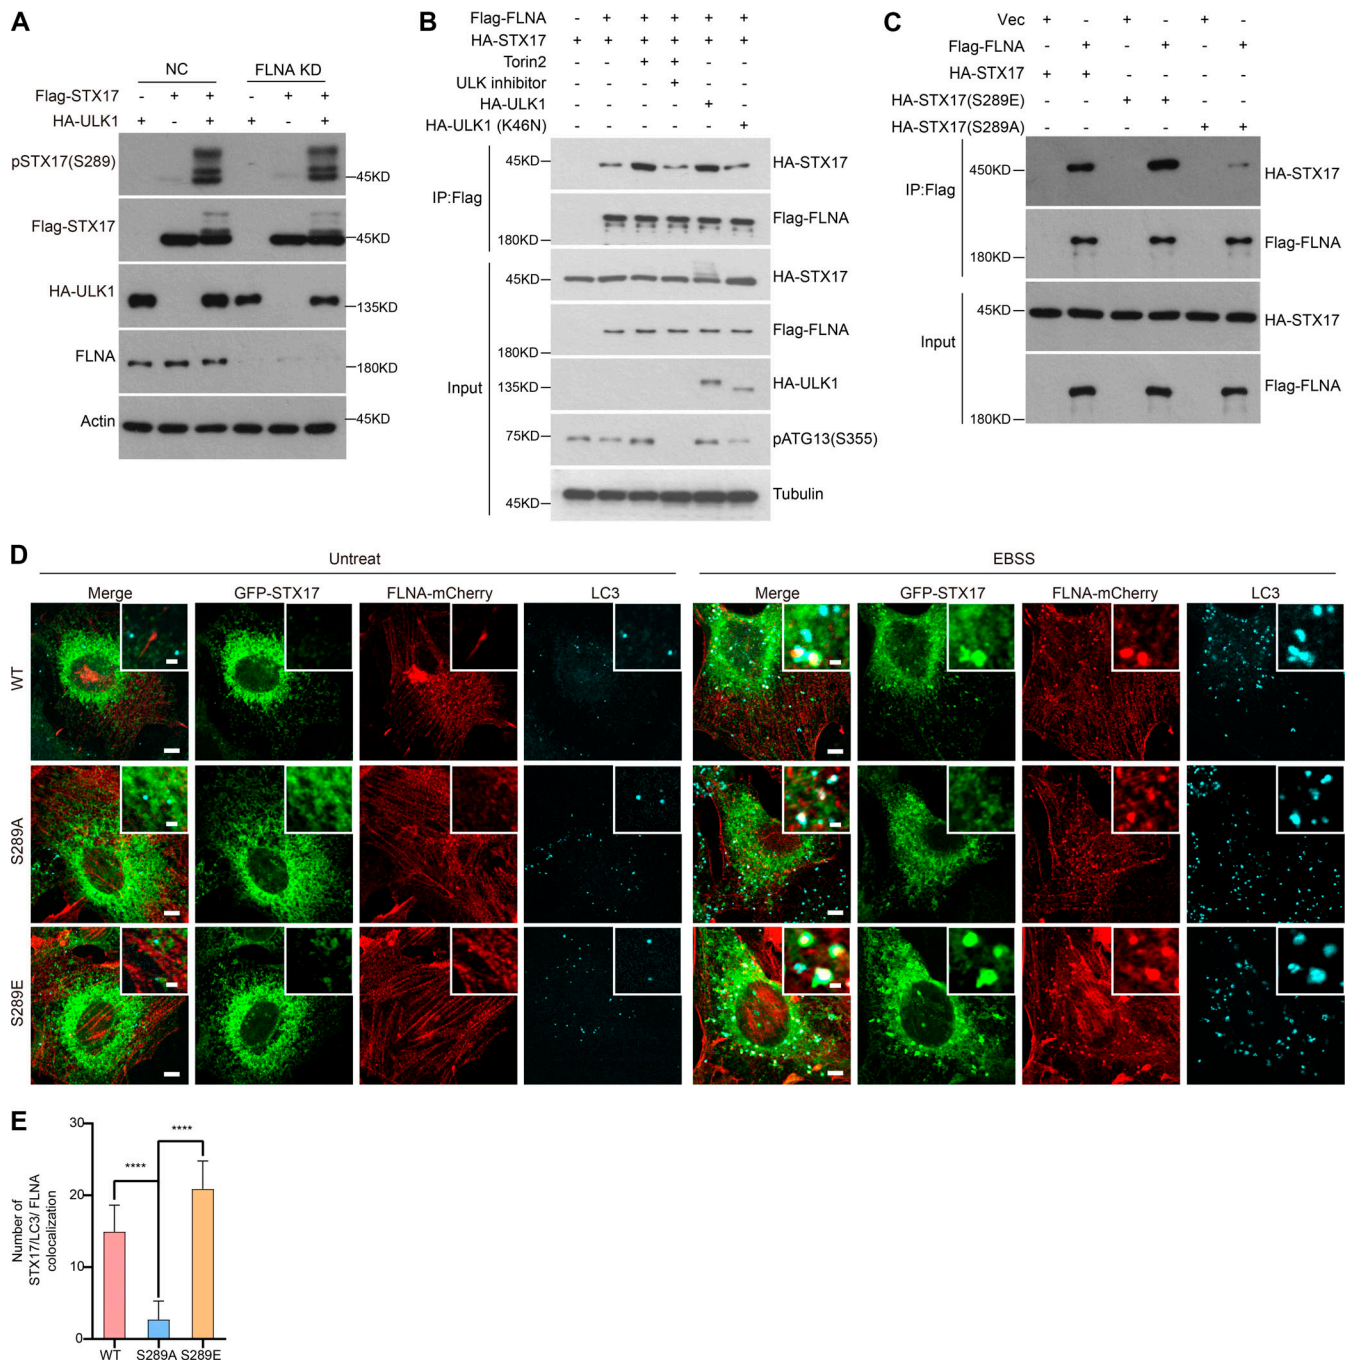 A
NC
FLNA KD
Flag-STX17 - + + - + +
HA-ULK1 + - + + - +
pSTX17(S289)
45KD
Flag-STX17
45KD
HA-ULK1
135KD
FLNA
180KD
Actin
45KD
B
Flag-FLNA - + + + + +
HA-STX17 + + + + + +
Torin2 - - + + - -
ULK inhibitor - - - + - -
HA-ULK1 - - - - + -
HA-ULK1 (K46N) - - - - - +
IP:Flag
45KD
HA-STX17
Flag-FLNA
180KD
Input
45KD
HA-STX17
Flag-FLNA
180KD
135KD
HA-ULK1
75KD
pATG13(S355)
45KD
Tubulin
C
Vec + - + - + -
Flag-FLNA - + - + - +
HA-STX17 + + - - - -
HA-STX17(S289E) - - + + - -
HA-STX17(S289A) - - - - + +
IP:Flag
450KD
HA-STX17
Flag-FLNA
180KD
Input
45KD
HA-STX17
Flag-FLNA
180KD
D
Untreat
EBSS
Merge GFP-STX17 FLNA-mCherry LC3 Merge GFP-STX17 FLNA-mCherry LC3
WT
S289A
S289E
E
Number of
STX17/LC3/ FLNA
colocalization
30
20
10
0
**** ****
WT S289A S289E